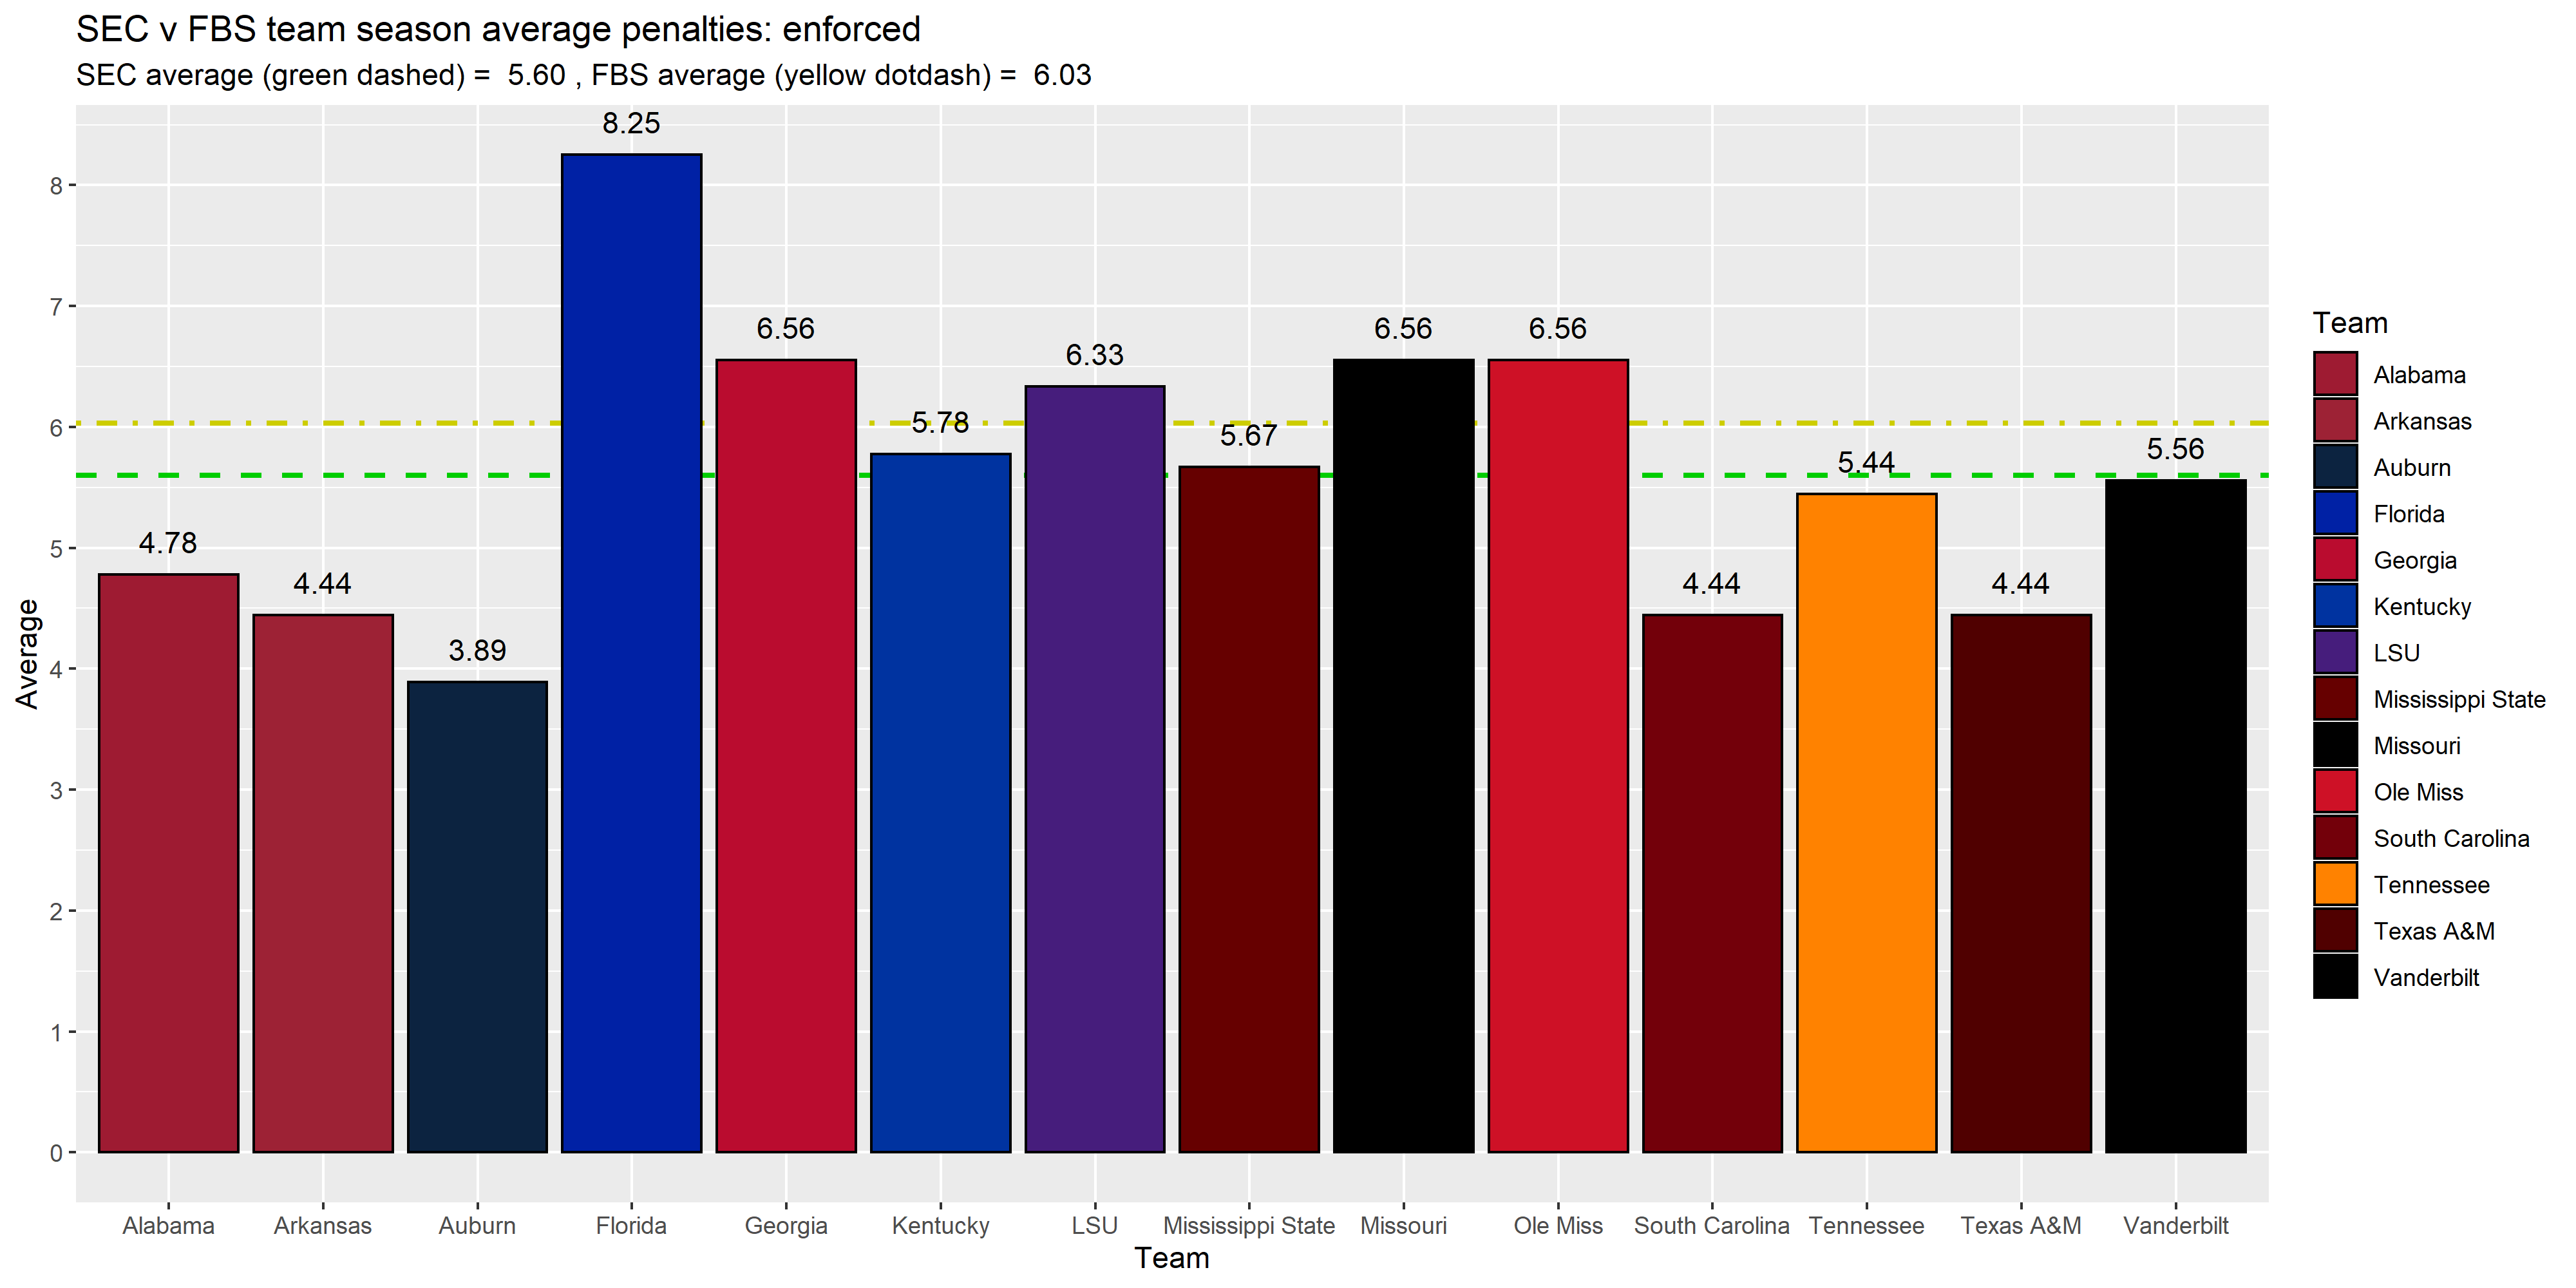 SEC v FBS team season average penalties: enforced
SEC average (green dashed) =  5.60 , FBS average (yellow dotdash) =  6.03
8.25
6.56
6.56
6.56
6.33
5.78
5.67
5.56
5.44
4.78
4.44
4.44
4.44
3.89
8
7
6
5
4
3
2
1
0
Average
Alabama Arkansas Auburn Florida Georgia Kentucky LSU Mississippi State Missouri Ole Miss South Carolina Tennessee Texas A&M Vanderbilt
Team
Team
Alabama
Arkansas
Auburn
Florida
Georgia
Kentucky
LSU
Mississippi State
Missouri
Ole Miss
South Carolina
Tennessee
Texas A&M
Vanderbilt